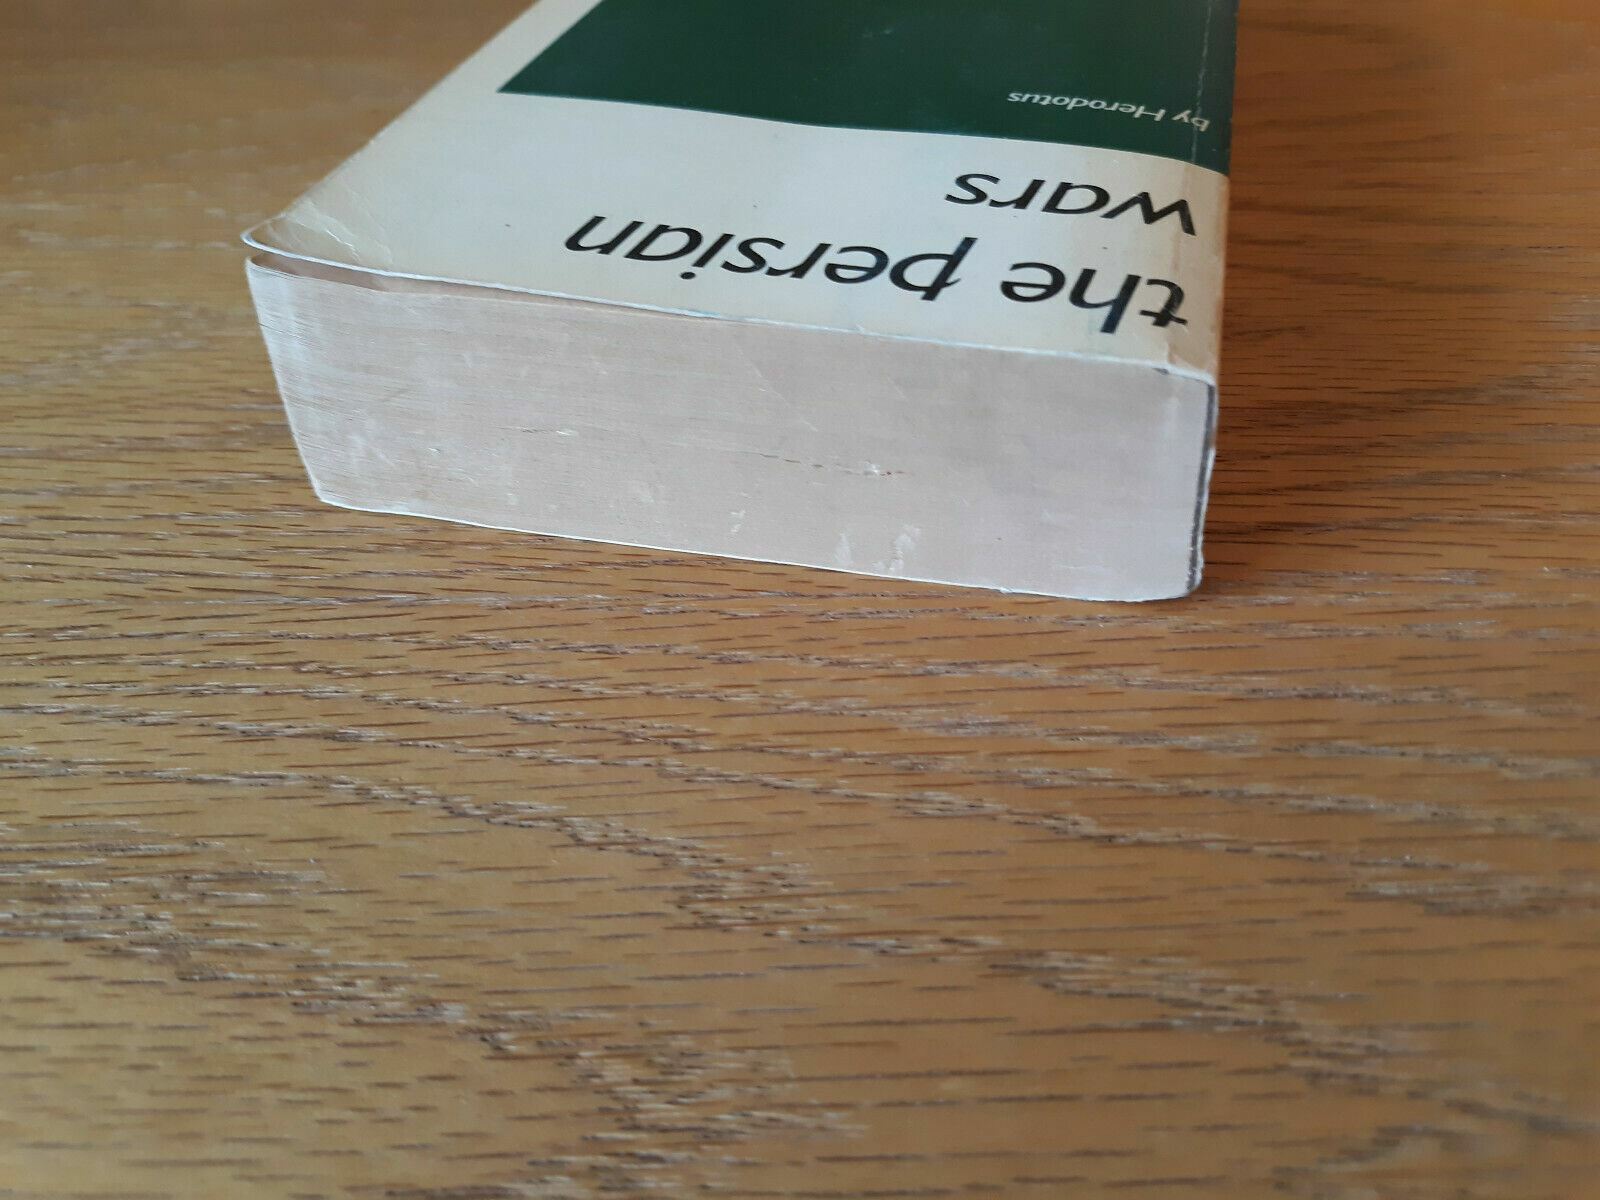 the persian
wars
by Herodotus